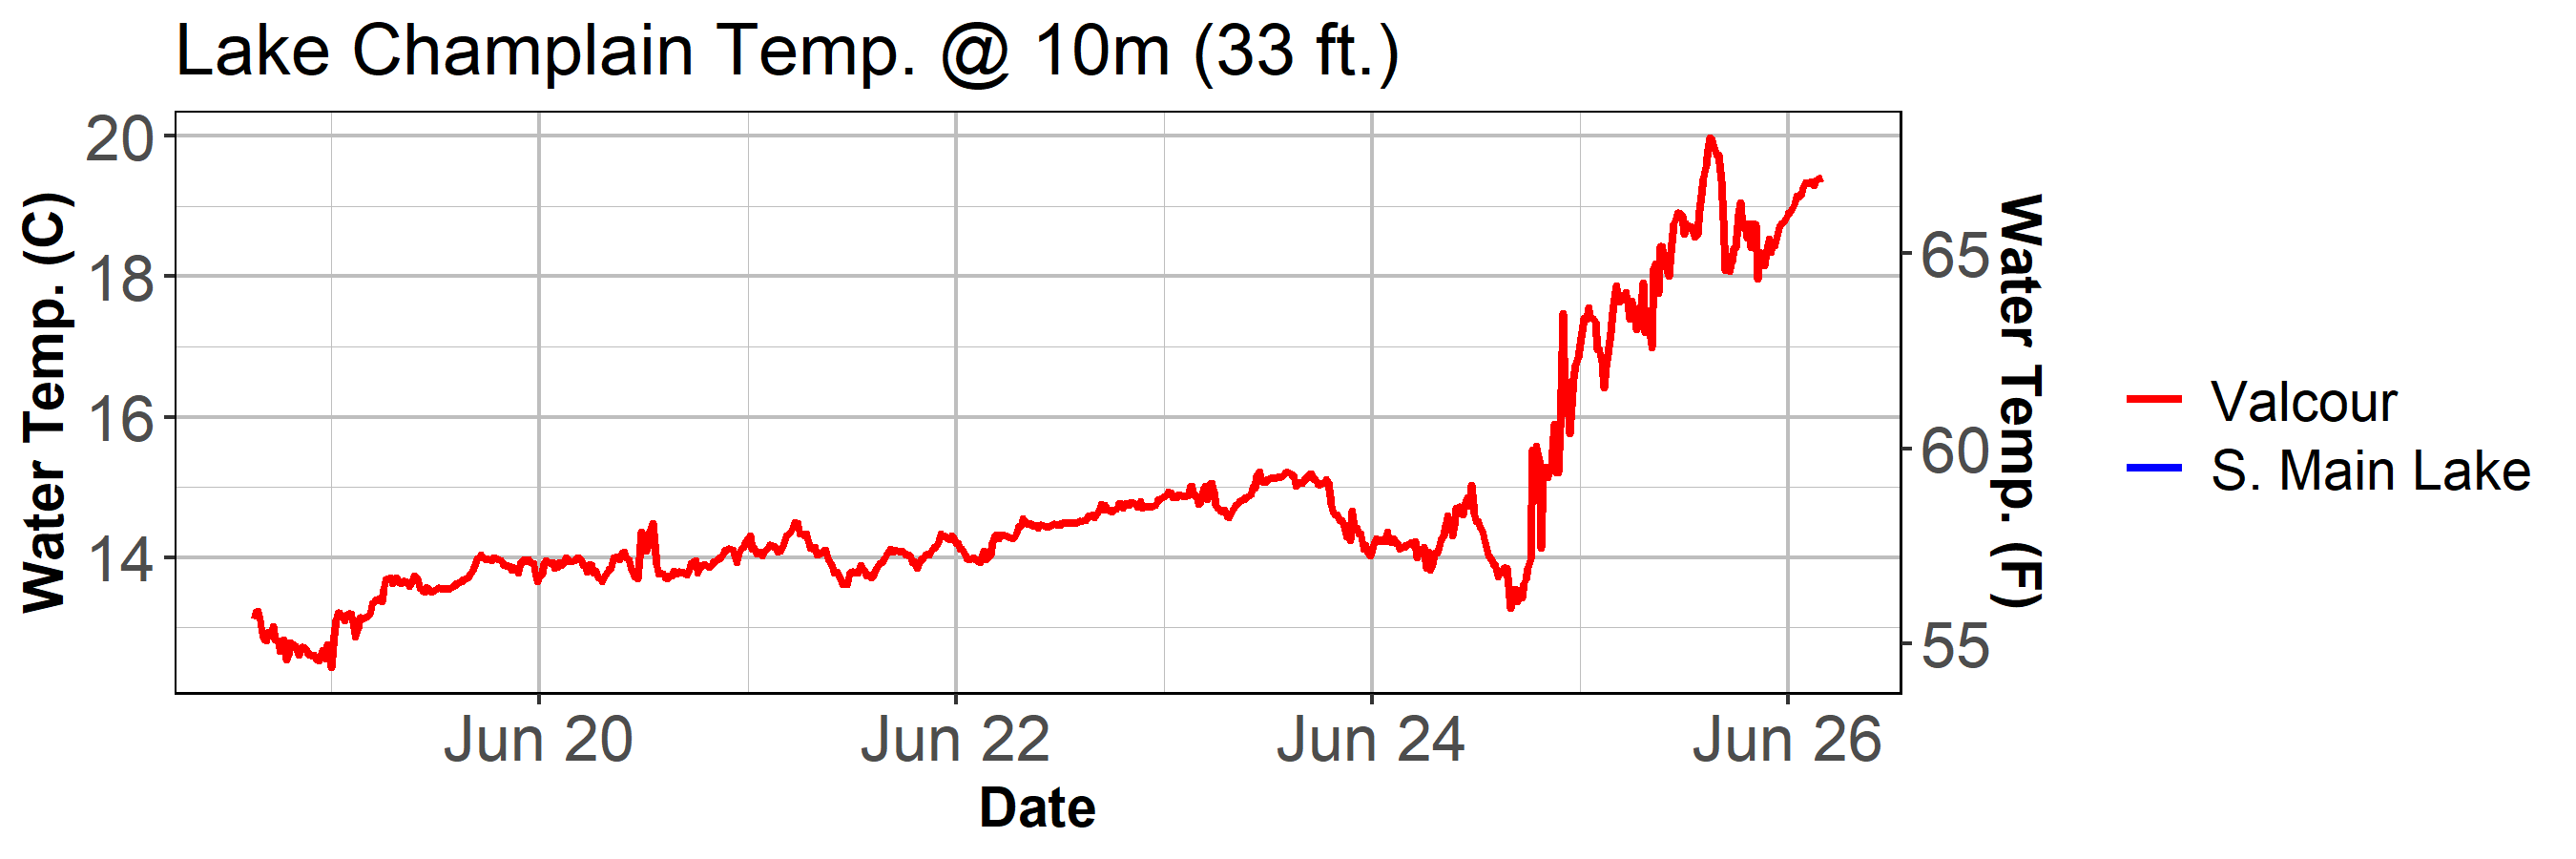 Lake Champlain Temp. @ 10m (33 ft.)
Water Temp. (C)
20
18
16
14
65
60
55
Water Temp. (F)
Jun 20
Jun 22
Jun 24
Jun 26
Date
Valcour
S. Main Lake